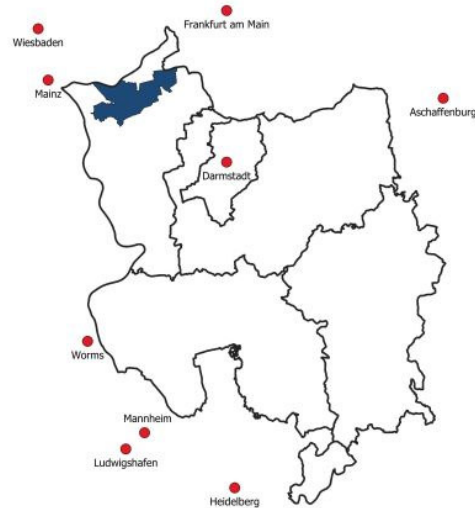 Frankfurt am Main
Wiesbaden
Mainz
Aschaffenburg
Darmstadt
Worms
Mannheim
Ludwigshafen
Heidelberg